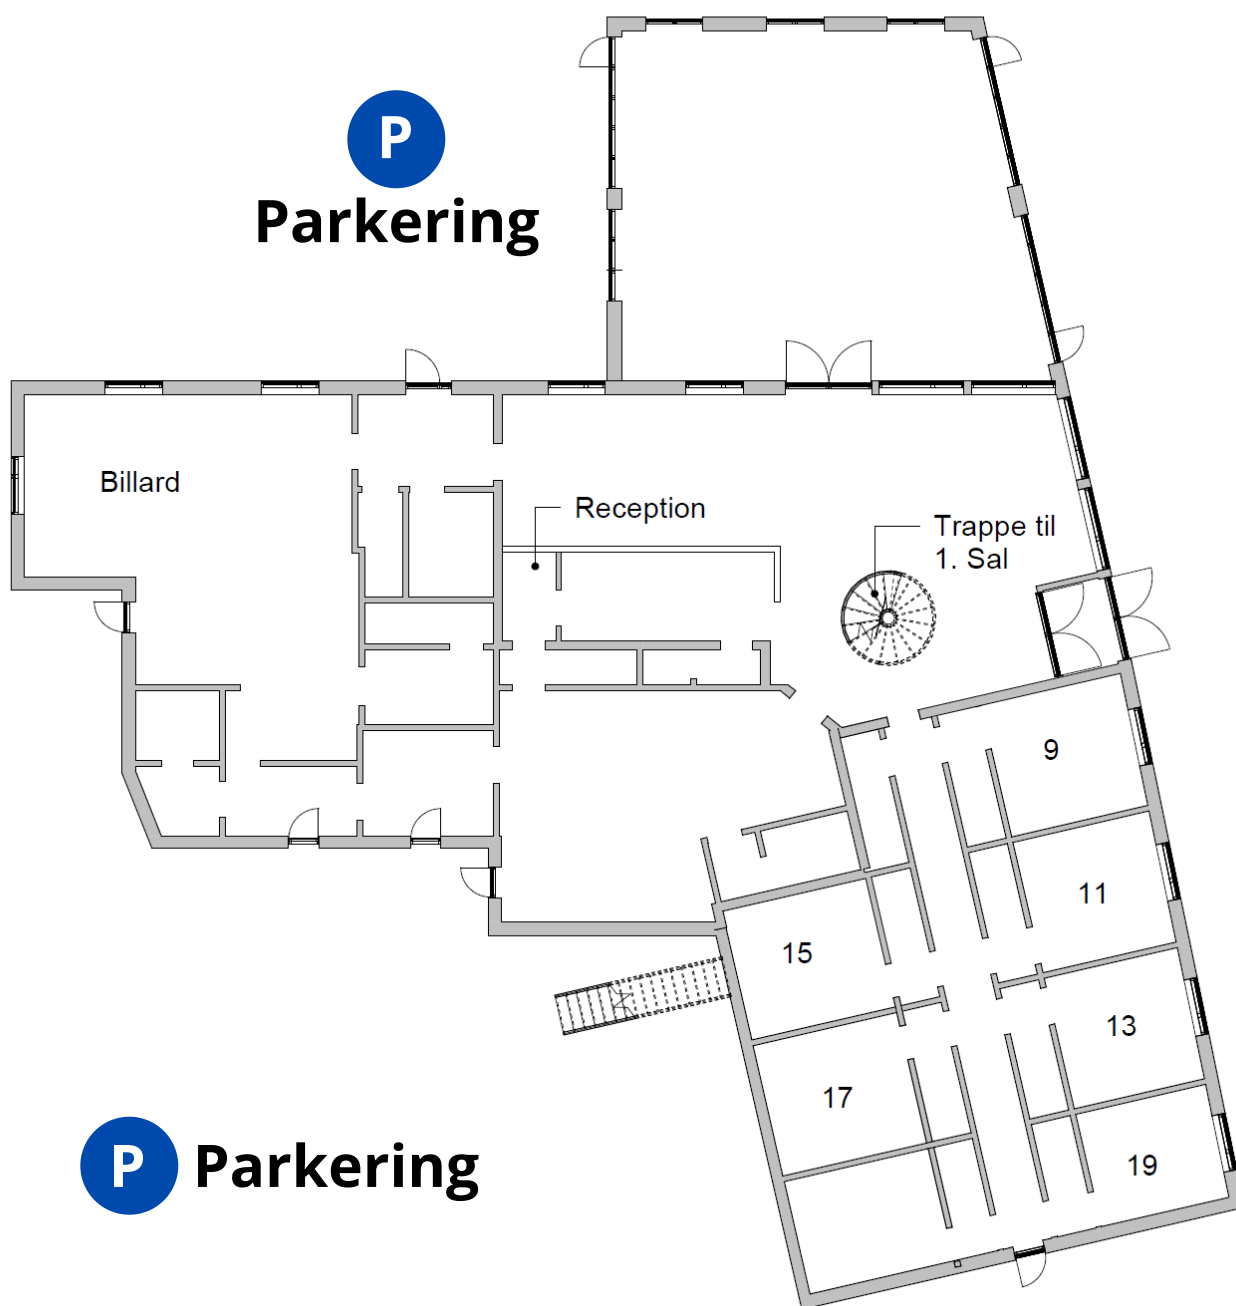 P
Parkering
Billard
Reception
Trappe til
1. Sal
9
11
15
13
17
19
P Parkering